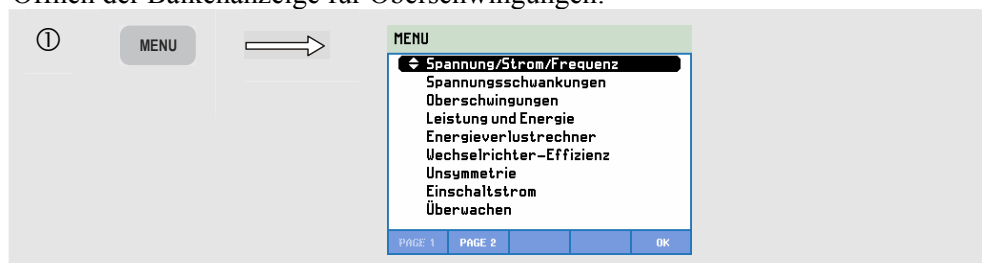 Öffnen der Balkenanzeige für Oberschwingungen:
① MENU
MENU
Spannung/Strom/Frequenz
Spannungsschwankungen
Oberschwingungen
Leistung und Energie
Energieverlustrechner
Wechselrichter-Effizienz
Unsymmetrie
Einschaltstrom
Überwachen
PAGE 1 PAGE 2 OK